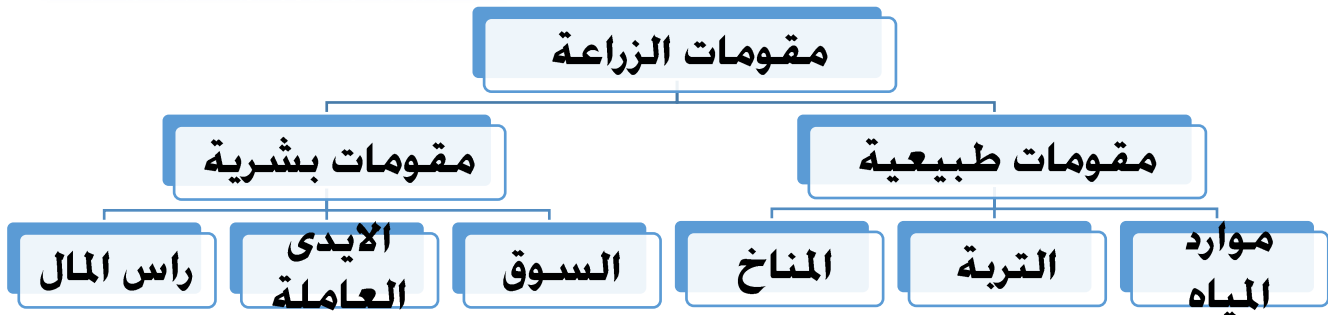 مقومات الزراعة
مقومات طبيعية
مقومات بشرية
موارد
المياه
التربة
المناخ
السوق
الايدى
العاملة
راس المال